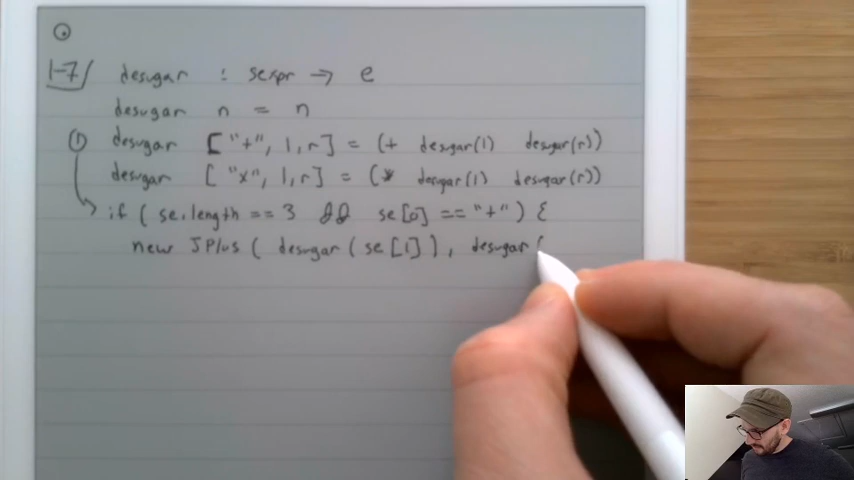 1-7/ desugar : sexpr → e
desugar n = n
① desugar ["+", l,r] = (+ desugar(l) desugar(r))
desugar ["×", l,r] = (* desugar(l) desugar(r))
if ( se.length == 3 && se[0] == "+") {
new JPlus ( desugar ( se [1]), desugar (